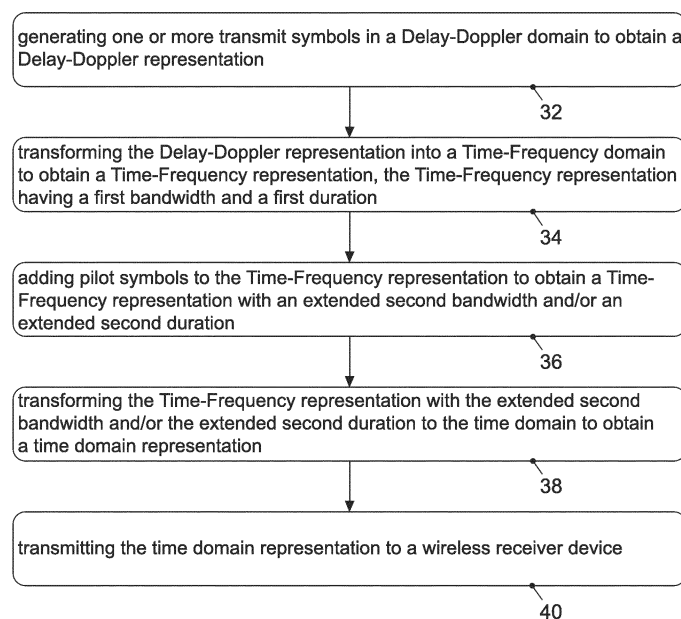 generating one or more transmit symbols in a Delay-Doppler domain to obtain a
Delay-Doppler representation
32
transforming the Delay-Doppler representation into a Time-Frequency domain
to obtain a Time-Frequency representation, the Time-Frequency representation
having a first bandwidth and a first duration
34
adding pilot symbols to the Time-Frequency representation to obtain a Time-
Frequency representation with an extended second bandwidth and/or an
extended second duration
36
transforming the Time-Frequency representation with the extended second
bandwidth and/or the extended second duration to the time domain to obtain
a time domain representation
38
transmitting the time domain representation to a wireless receiver device
40